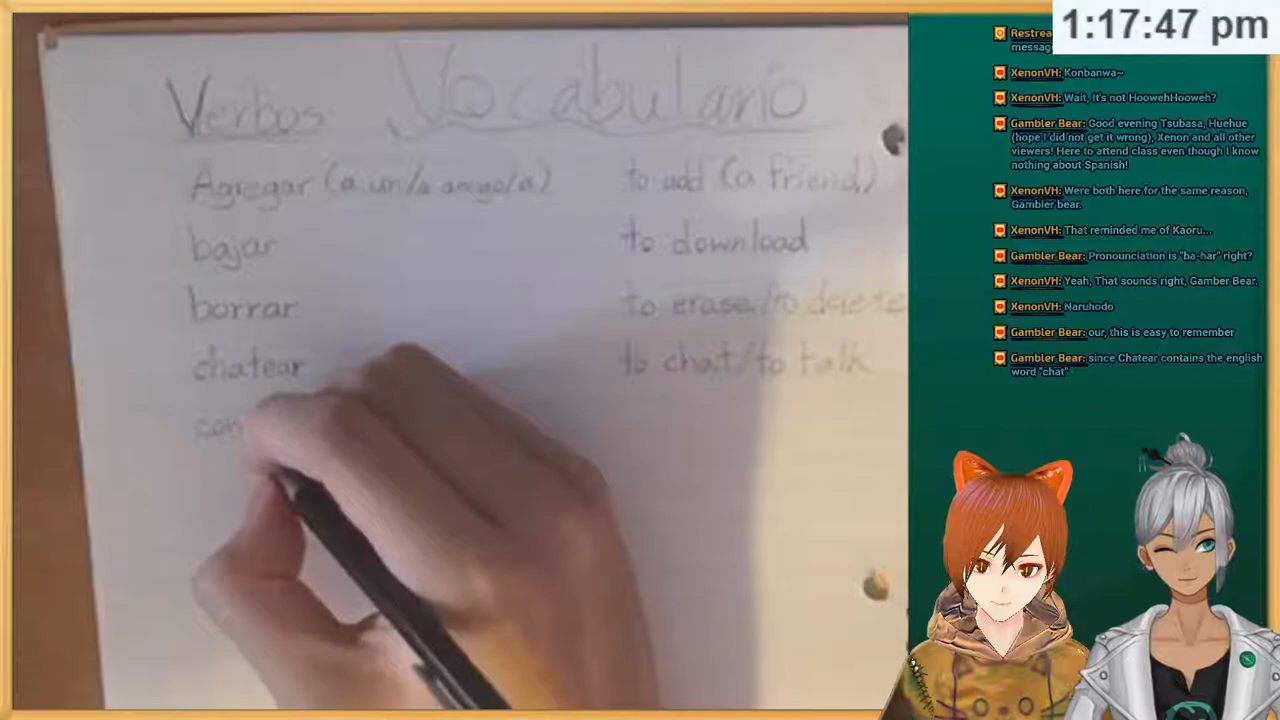 1:17:47 pm
Vocabulario
Verbos
Agregar (a un/a amigo/a) to add (a friend)
bajar to download
borrar to erase/to delete
chatear to chat/to talk
con
Restrea
messag
XenonVH: Konbanwa~
XenonVH: Wait, It's not HoowehHooweh?
Gambler Bear: Good evening Tsubasa, Huehue
(hope I did not get it wrong), Xenon and all other
viewers! Here to attend class even though I know
nothing about Spanish!
XenonVH: Were both here for the same reason,
Gambler bear.
XenonVH: That reminded me of Kaoru...
Gambler Bear: Pronounciation is "ba-har" right?
XenonVH: Yeah, That sounds right, Gamber Bear.
XenonVH: Naruhodo
Gambler Bear: our, this is easy to remember
Gambler Bear: since Chatear contains the english
word "chat"